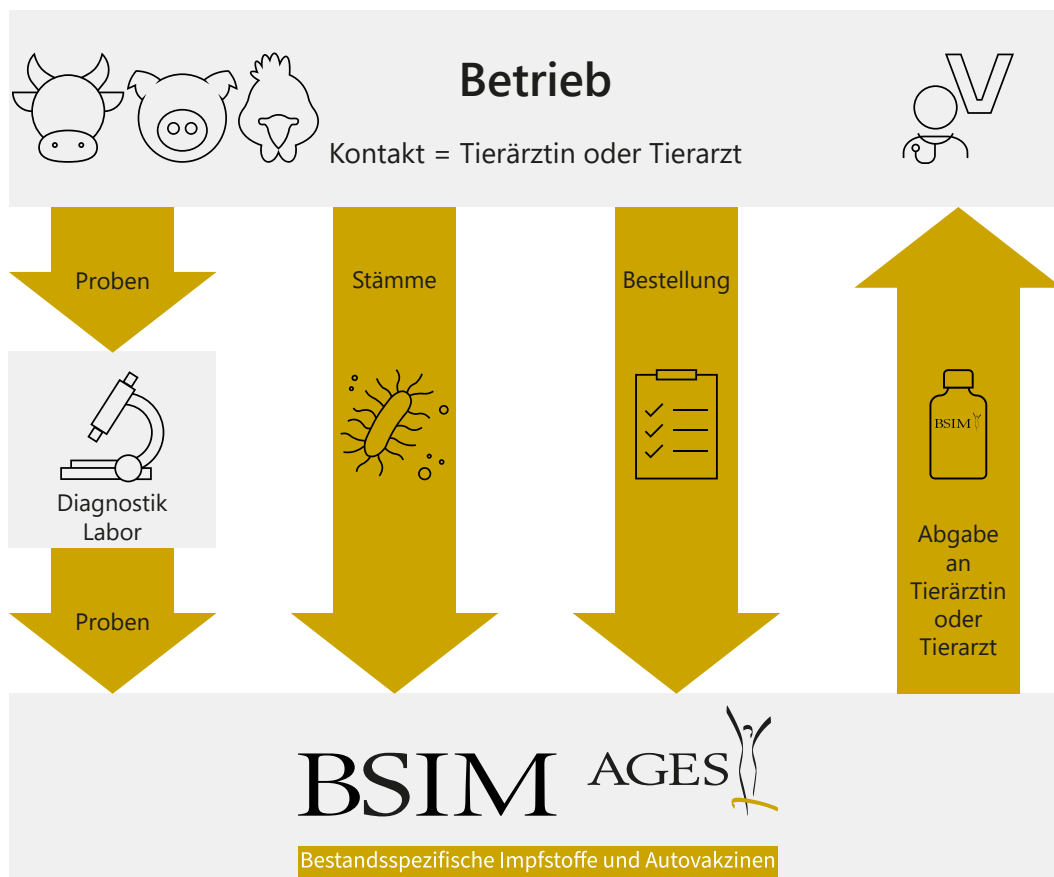 Betrieb
V
Kontakt = Tierärztin oder Tierarzt
Proben
Stämme
Bestellung
BSIM
Diagnostik
Labor
Abgabe
an
Tierärztin
oder
Tierarzt
Proben
BSIM
AGES
Bestandsspezifische Impfstoffe und Autovakzinen